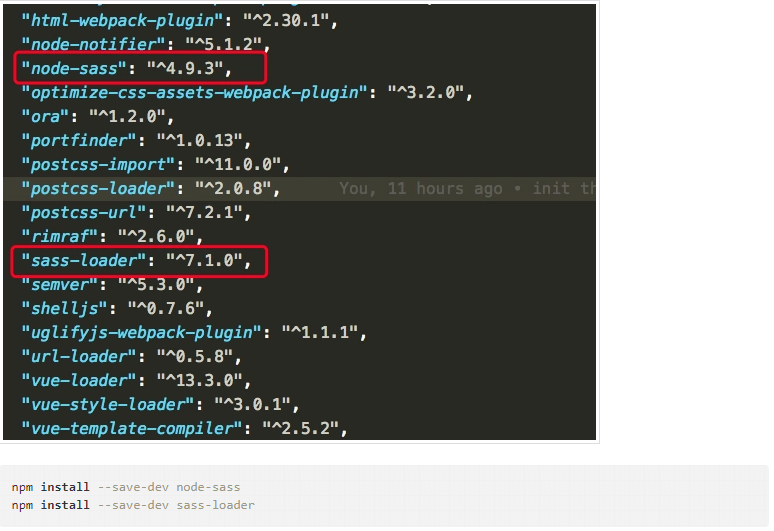 "html-webpack-plugin": "^2.30.1",
"node-notifier": "^5.1.2",
"node-sass": "^4.9.3",
"optimize-css-assets-webpack-plugin": "^3.2.0",
"ora": "^1.2.0",
"portfinder": "^1.0.13",
"postcss-import": "^11.0.0",
"postcss-loader": "^2.0.8", You, 11 hours ago • init th
"postcss-url": "^7.2.1",
"rimraf": "^2.6.0",
"sass-loader": "^7.1.0",
"semver": "^5.3.0",
"shelljs": "^0.7.6",
"uglifyjs-webpack-plugin": "^1.1.1",
"url-loader": "^0.5.8",
"vue-loader": "^13.3.0",
"vue-style-loader": "^3.0.1",
"vue-template-compiler": "^2.5.2",
npm install --save-dev node-sass
npm install --save-dev sass-loader